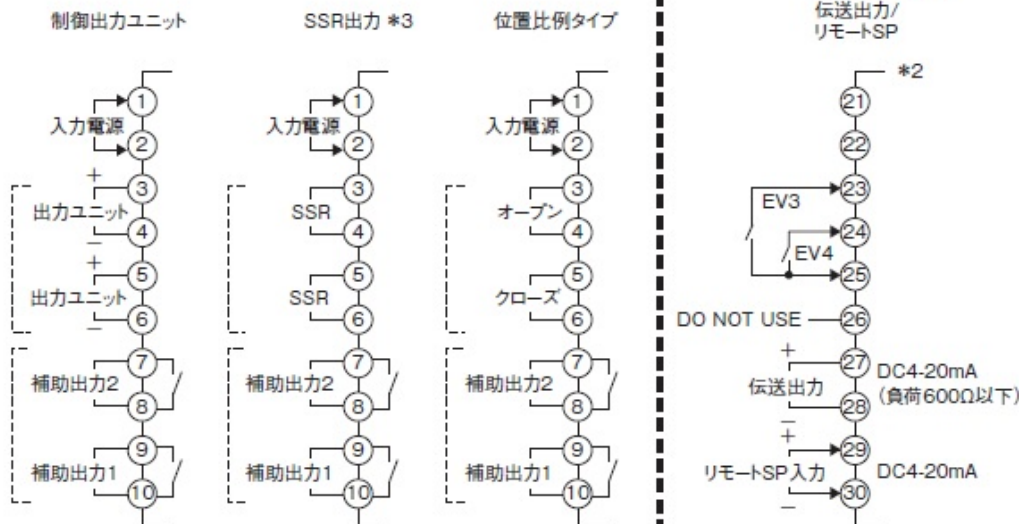 制御出力ユニット
入力電源
1
2
+
出力ユニット
3
4
−
+
出力ユニット
5
6
−
補助出力2
7
8
補助出力1
9
10
SSR出力 *3
入力電源
1
2
SSR
3
4
SSR
5
6
補助出力2
7
8
補助出力1
9
10
位置比例タイプ
入力電源
1
2
オープン
3
4
クローズ
5
6
補助出力2
7
8
補助出力1
9
10
伝送出力/
リモートSP
*2
21
22
EV3
23
24
EV4
25
DO NOT USE
26
+
27
伝送出力
DC4-20mA
(負荷600Ω以下)
28
−
+
29
リモートSP入力
DC4-20mA
30
−